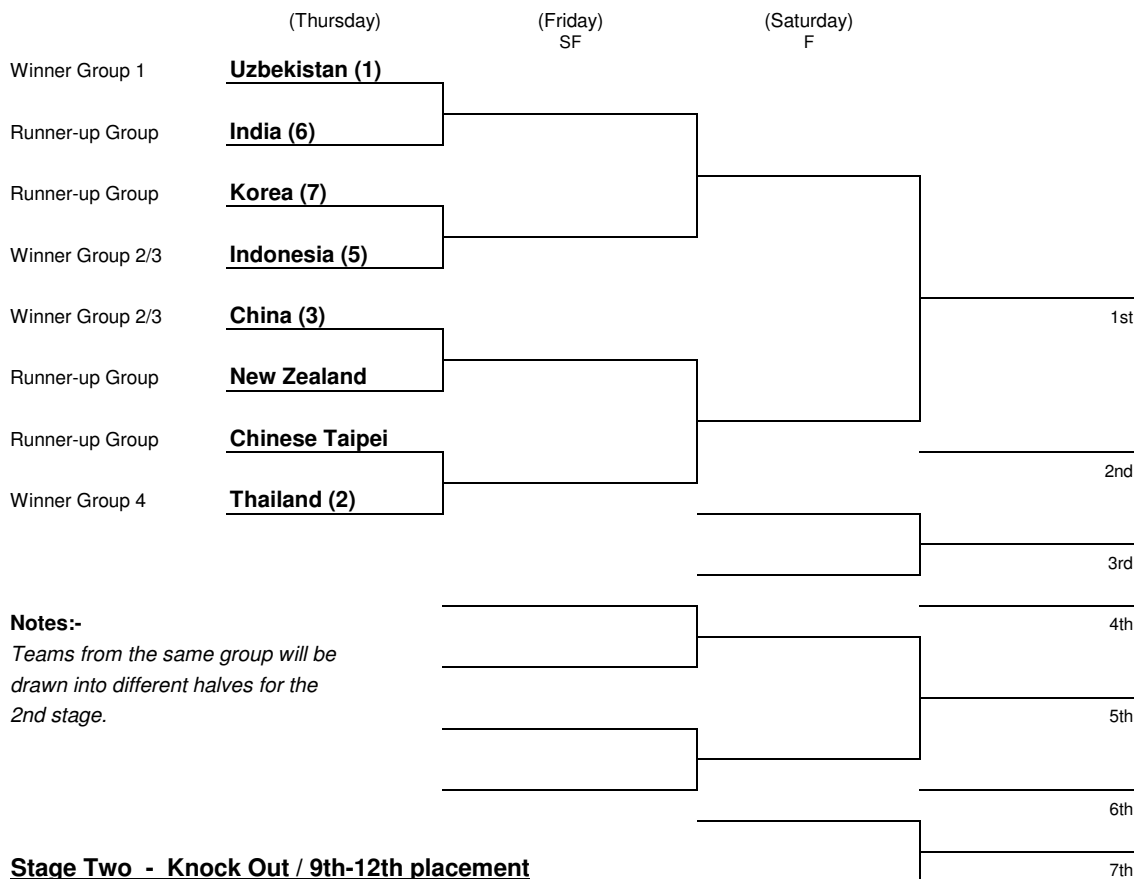 (Thursday) (Friday) (Saturday)
SF F
Winner Group 1 Uzbekistan (1)
Runner-up Group India (6)
Runner-up Group Korea (7)
Winner Group 2/3 Indonesia (5)
Winner Group 2/3 China (3)
1st
Runner-up Group New Zealand
Runner-up Group Chinese Taipei
2nd
Winner Group 4 Thailand (2)
3rd
Notes:- 4th
Teams from the same group will be
drawn into different halves for the
2nd stage. 5th
6th
Stage Two - Knock Out / 9th-12th placement 7th